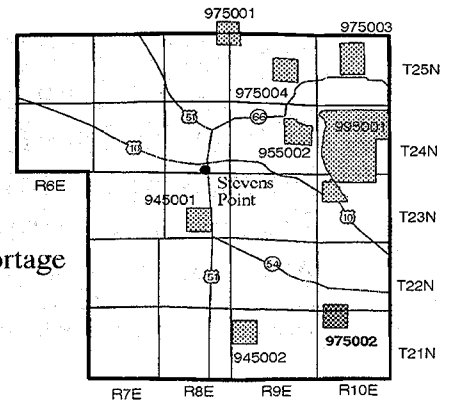 975001
975003
T25N
975004
51
66
995001
955002
T24N
10
R6E
Stevens
Point
945001
10
T23N
ortage
54
51
T22N
975002
945002
T21N
R7E R8E R9E R10E